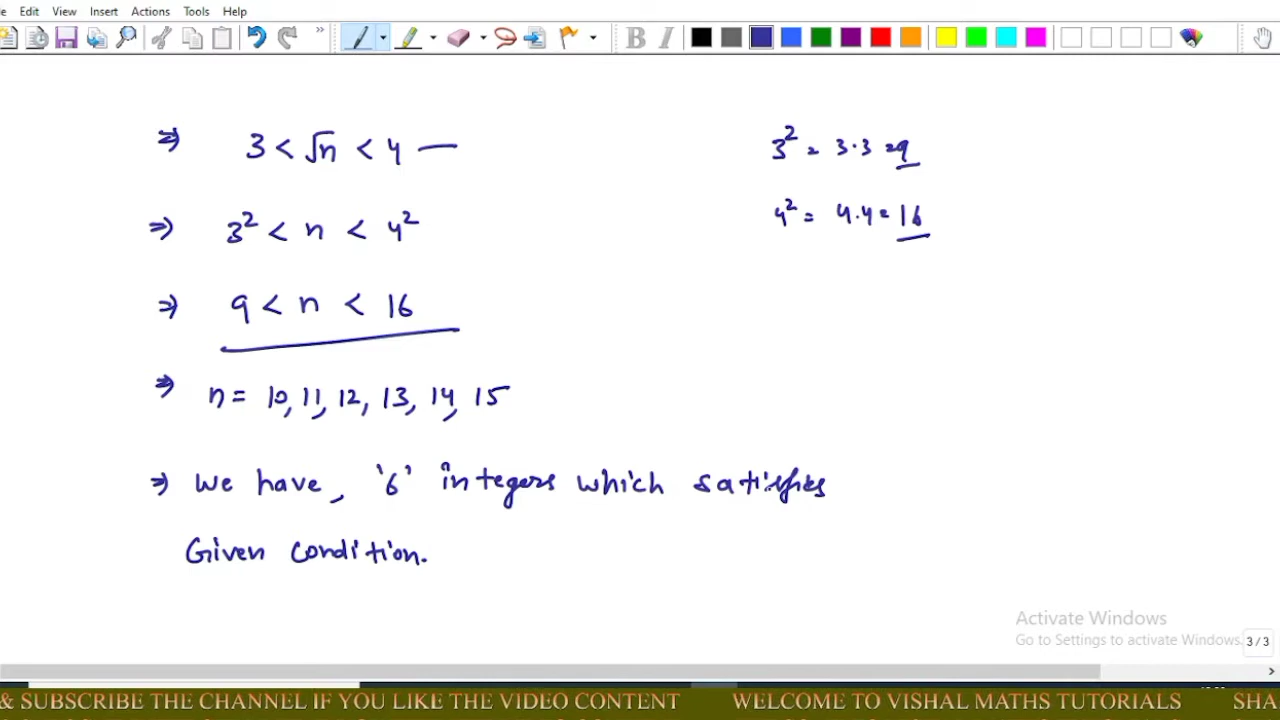 Edit View Insert Actions Tools Help
⇒ 3 < √n < 4 —
3² = 3·3 = 9
⇒ 3² < n < 4²
4² = 4·4 = 16
⇒ 9 < n < 16
⇒ n = 10, 11, 12, 13, 14, 15
⇒ We have, '6' integers which satisfies
Given condition.
Activate Windows
Go to Settings to activate Windows.
3 / 3
& SUBSCRIBE THE CHANNEL IF YOU LIKE THE VIDEO CONTENT WELCOME TO VISHAL MATHS TUTORIALS SHA